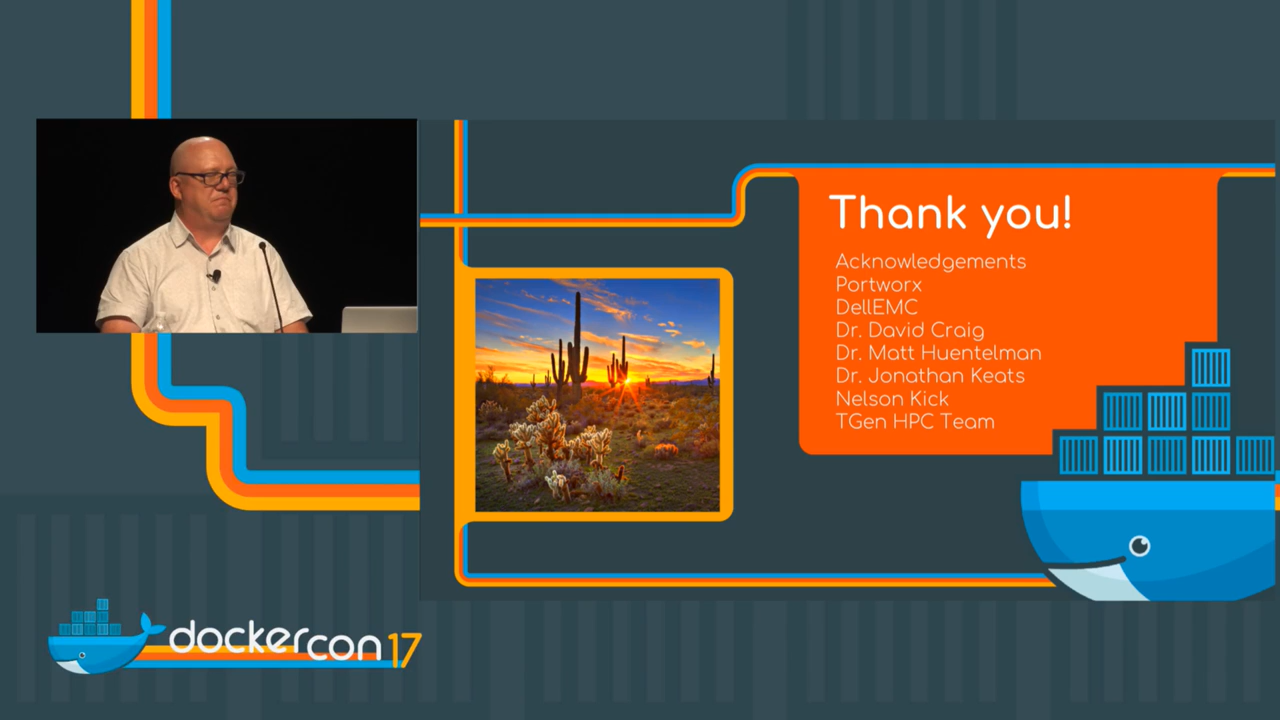 Thank you!
Acknowledgements
Portworx
DellEMC
Dr. David Craig
Dr. Matt Huentelman
Dr. Jonathan Keats
Nelson Kick
TGen HPC Team
dockercon17